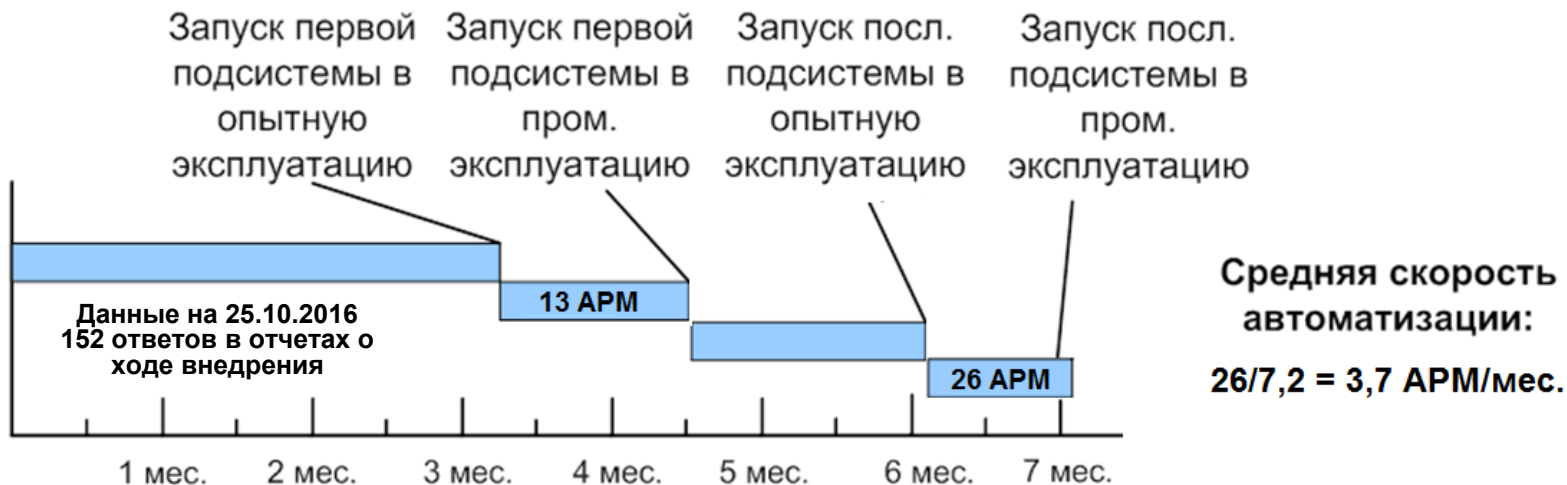 Запуск первой
подсистемы в
опытную
эксплуатацию
Запуск первой
подсистемы в
пром.
эксплуатацию
Запуск посл.
подсистемы в
опытную
эксплуатацию
Запуск посл.
подсистемы в
пром.
эксплуатацию
13 АРМ
Данные на 25.10.2016
152 ответов в отчетах о
ходе внедрения
26 АРМ
Средняя скорость
автоматизации:
26/7,2 = 3,7 АРМ/мес.
1 мес. 2 мес. 3 мес. 4 мес. 5 мес. 6 мес. 7 мес.